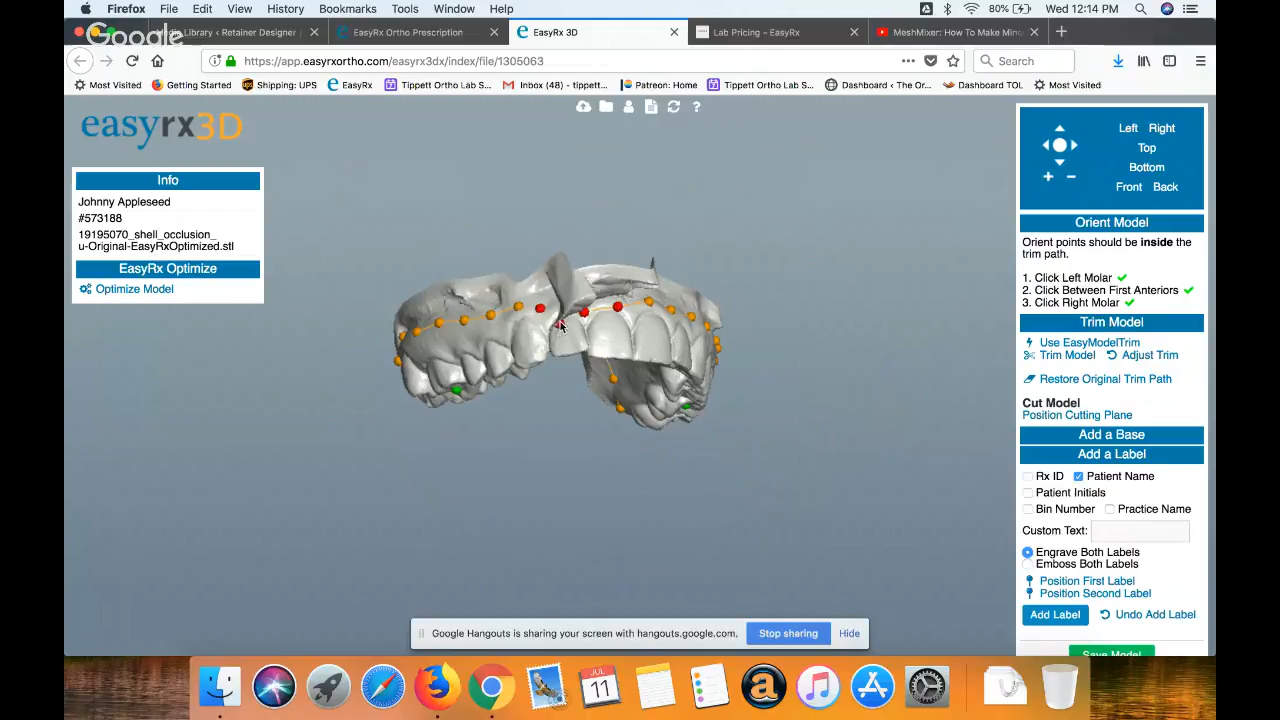 Firefox File Edit View History Bookmarks Tools Window Help 80% Wed 12:14 PM
Google
Library ‹ Retainer Designer EasyRx Ortho Prescription EasyRx 3D Lab Pricing – EasyRx MeshMixer: How To Make Mino
https://app.easyrxortho.com/easyrx3dx/index/file/1305063 Search
Most Visited Getting Started Shipping: UPS EasyRx Tippett Ortho Lab S... Inbox (48) - tippett... Patreon: Home Tippett Ortho Lab S... Dashboard ‹ The Or... Dashboard TOL Most Visited
easyrx3D
Info
Johnny Appleseed
#573188
19195070_shell_occlusion_
u-Original-EasyRxOptimized.stl
EasyRx Optimize
Optimize Model
Left Right
Top
Bottom
Front Back
Orient Model
Orient points should be inside the
trim path.
1. Click Left Molar
2. Click Between First Anteriors
3. Click Right Molar
Trim Model
Use EasyModelTrim
Trim Model Adjust Trim
Restore Original Trim Path
Cut Model
Position Cutting Plane
Add a Base
Add a Label
Rx ID Patient Name
Patient Initials
Bin Number Practice Name
Custom Text:
Engrave Both Labels
Emboss Both Labels
Position First Label
Position Second Label
Add Label Undo Add Label
Save Model
Google Hangouts is sharing your screen with hangouts.google.com. Stop sharing Hide
JUL
11